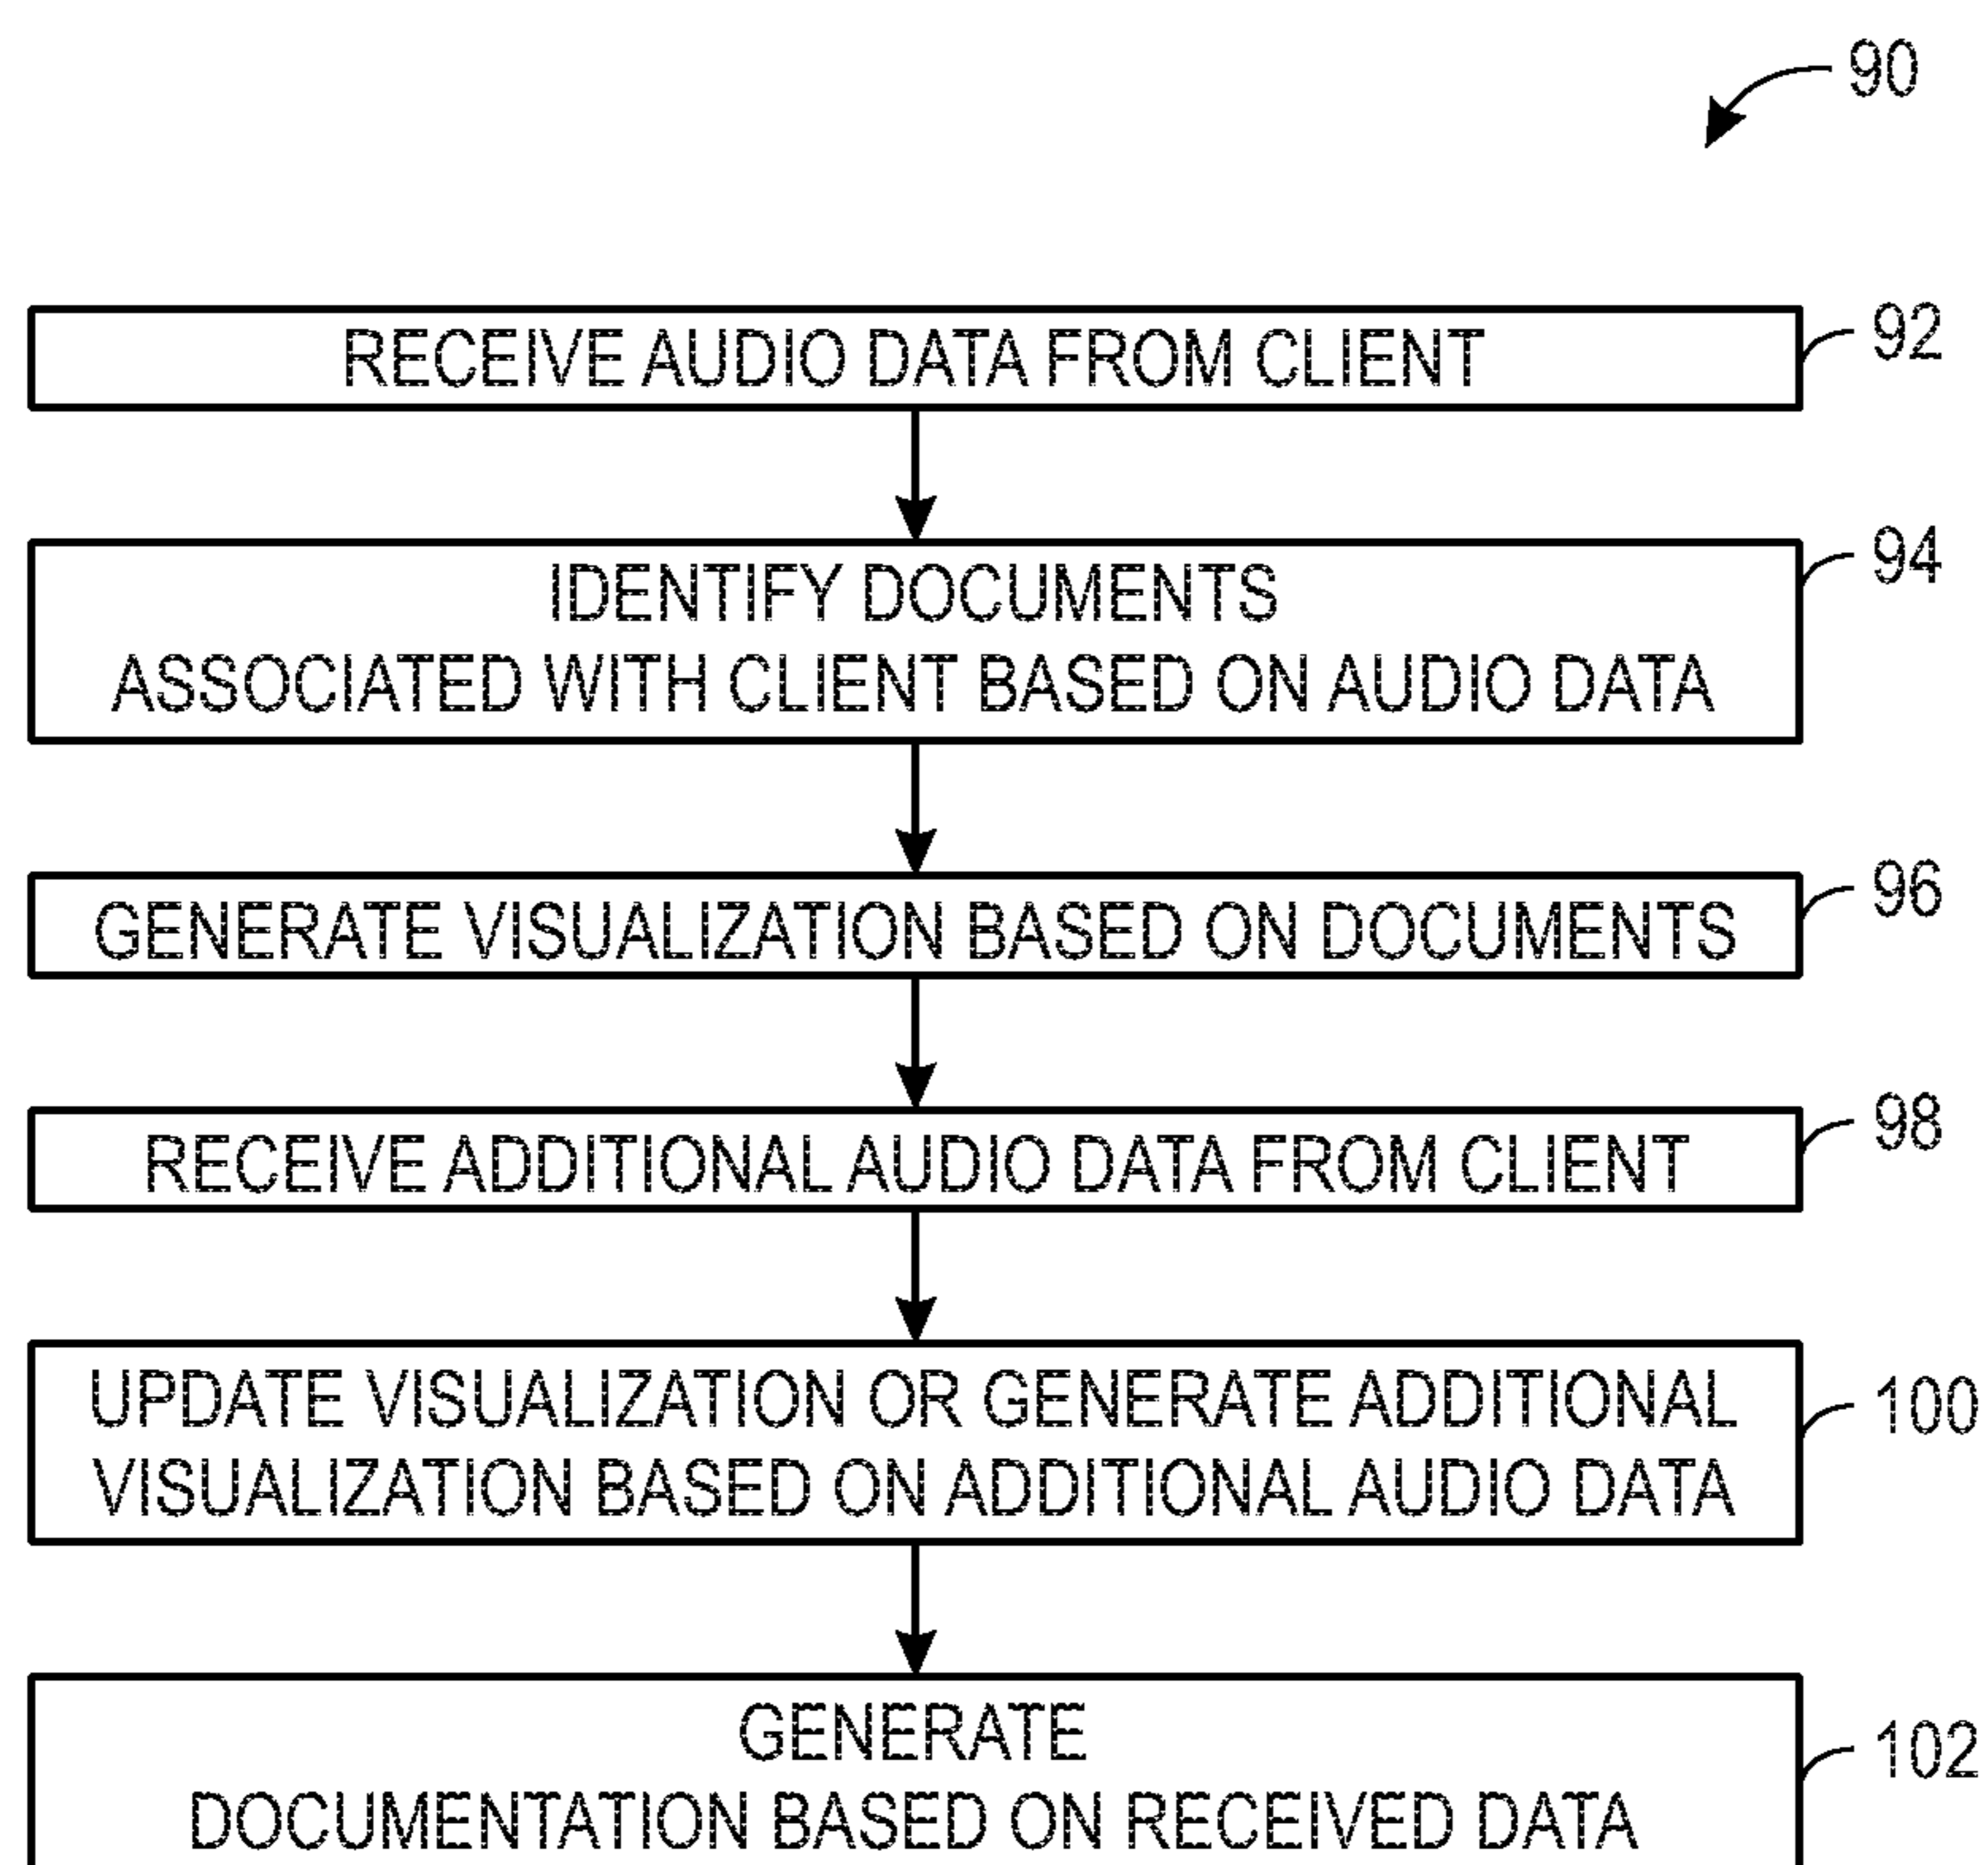 90
RECEIVE AUDIO DATA FROM CLIENT
92
IDENTIFY DOCUMENTS
ASSOCIATED WITH CLIENT BASED ON AUDIO DATA
94
GENERATE VISUALIZATION BASED ON DOCUMENTS
96
RECEIVE ADDITIONAL AUDIO DATA FROM CLIENT
98
UPDATE VISUALIZATION OR GENERATE ADDITIONAL
VISUALIZATION BASED ON ADDITIONAL AUDIO DATA
100
GENERATE
DOCUMENTATION BASED ON RECEIVED DATA
102